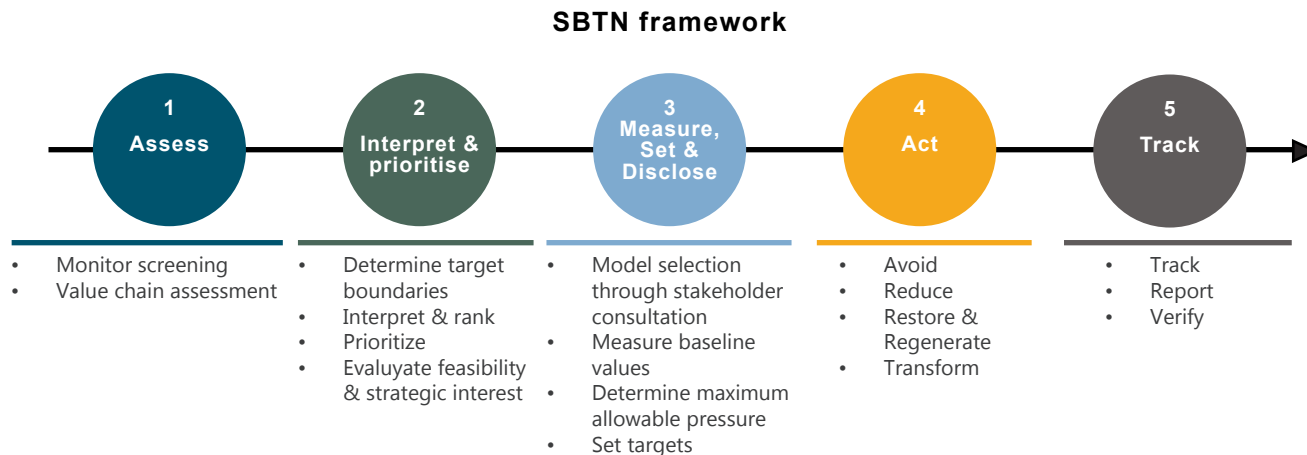 SBTN framework
1
Assess
2
Interpret &
prioritise
3
Measure,
Set &
Disclose
4
Act
5
Track
• Monitor screening
• Value chain assessment
• Determine target
boundaries
• Interpret & rank
• Prioritize
• Evaluyate feasibility
& strategic interest
• Model selection
through stakeholder
consultation
• Measure baseline
values
• Determine maximum
allowable pressure
• Set targets
• Avoid
• Reduce
• Restore &
Regenerate
• Transform
• Track
• Report
• Verify